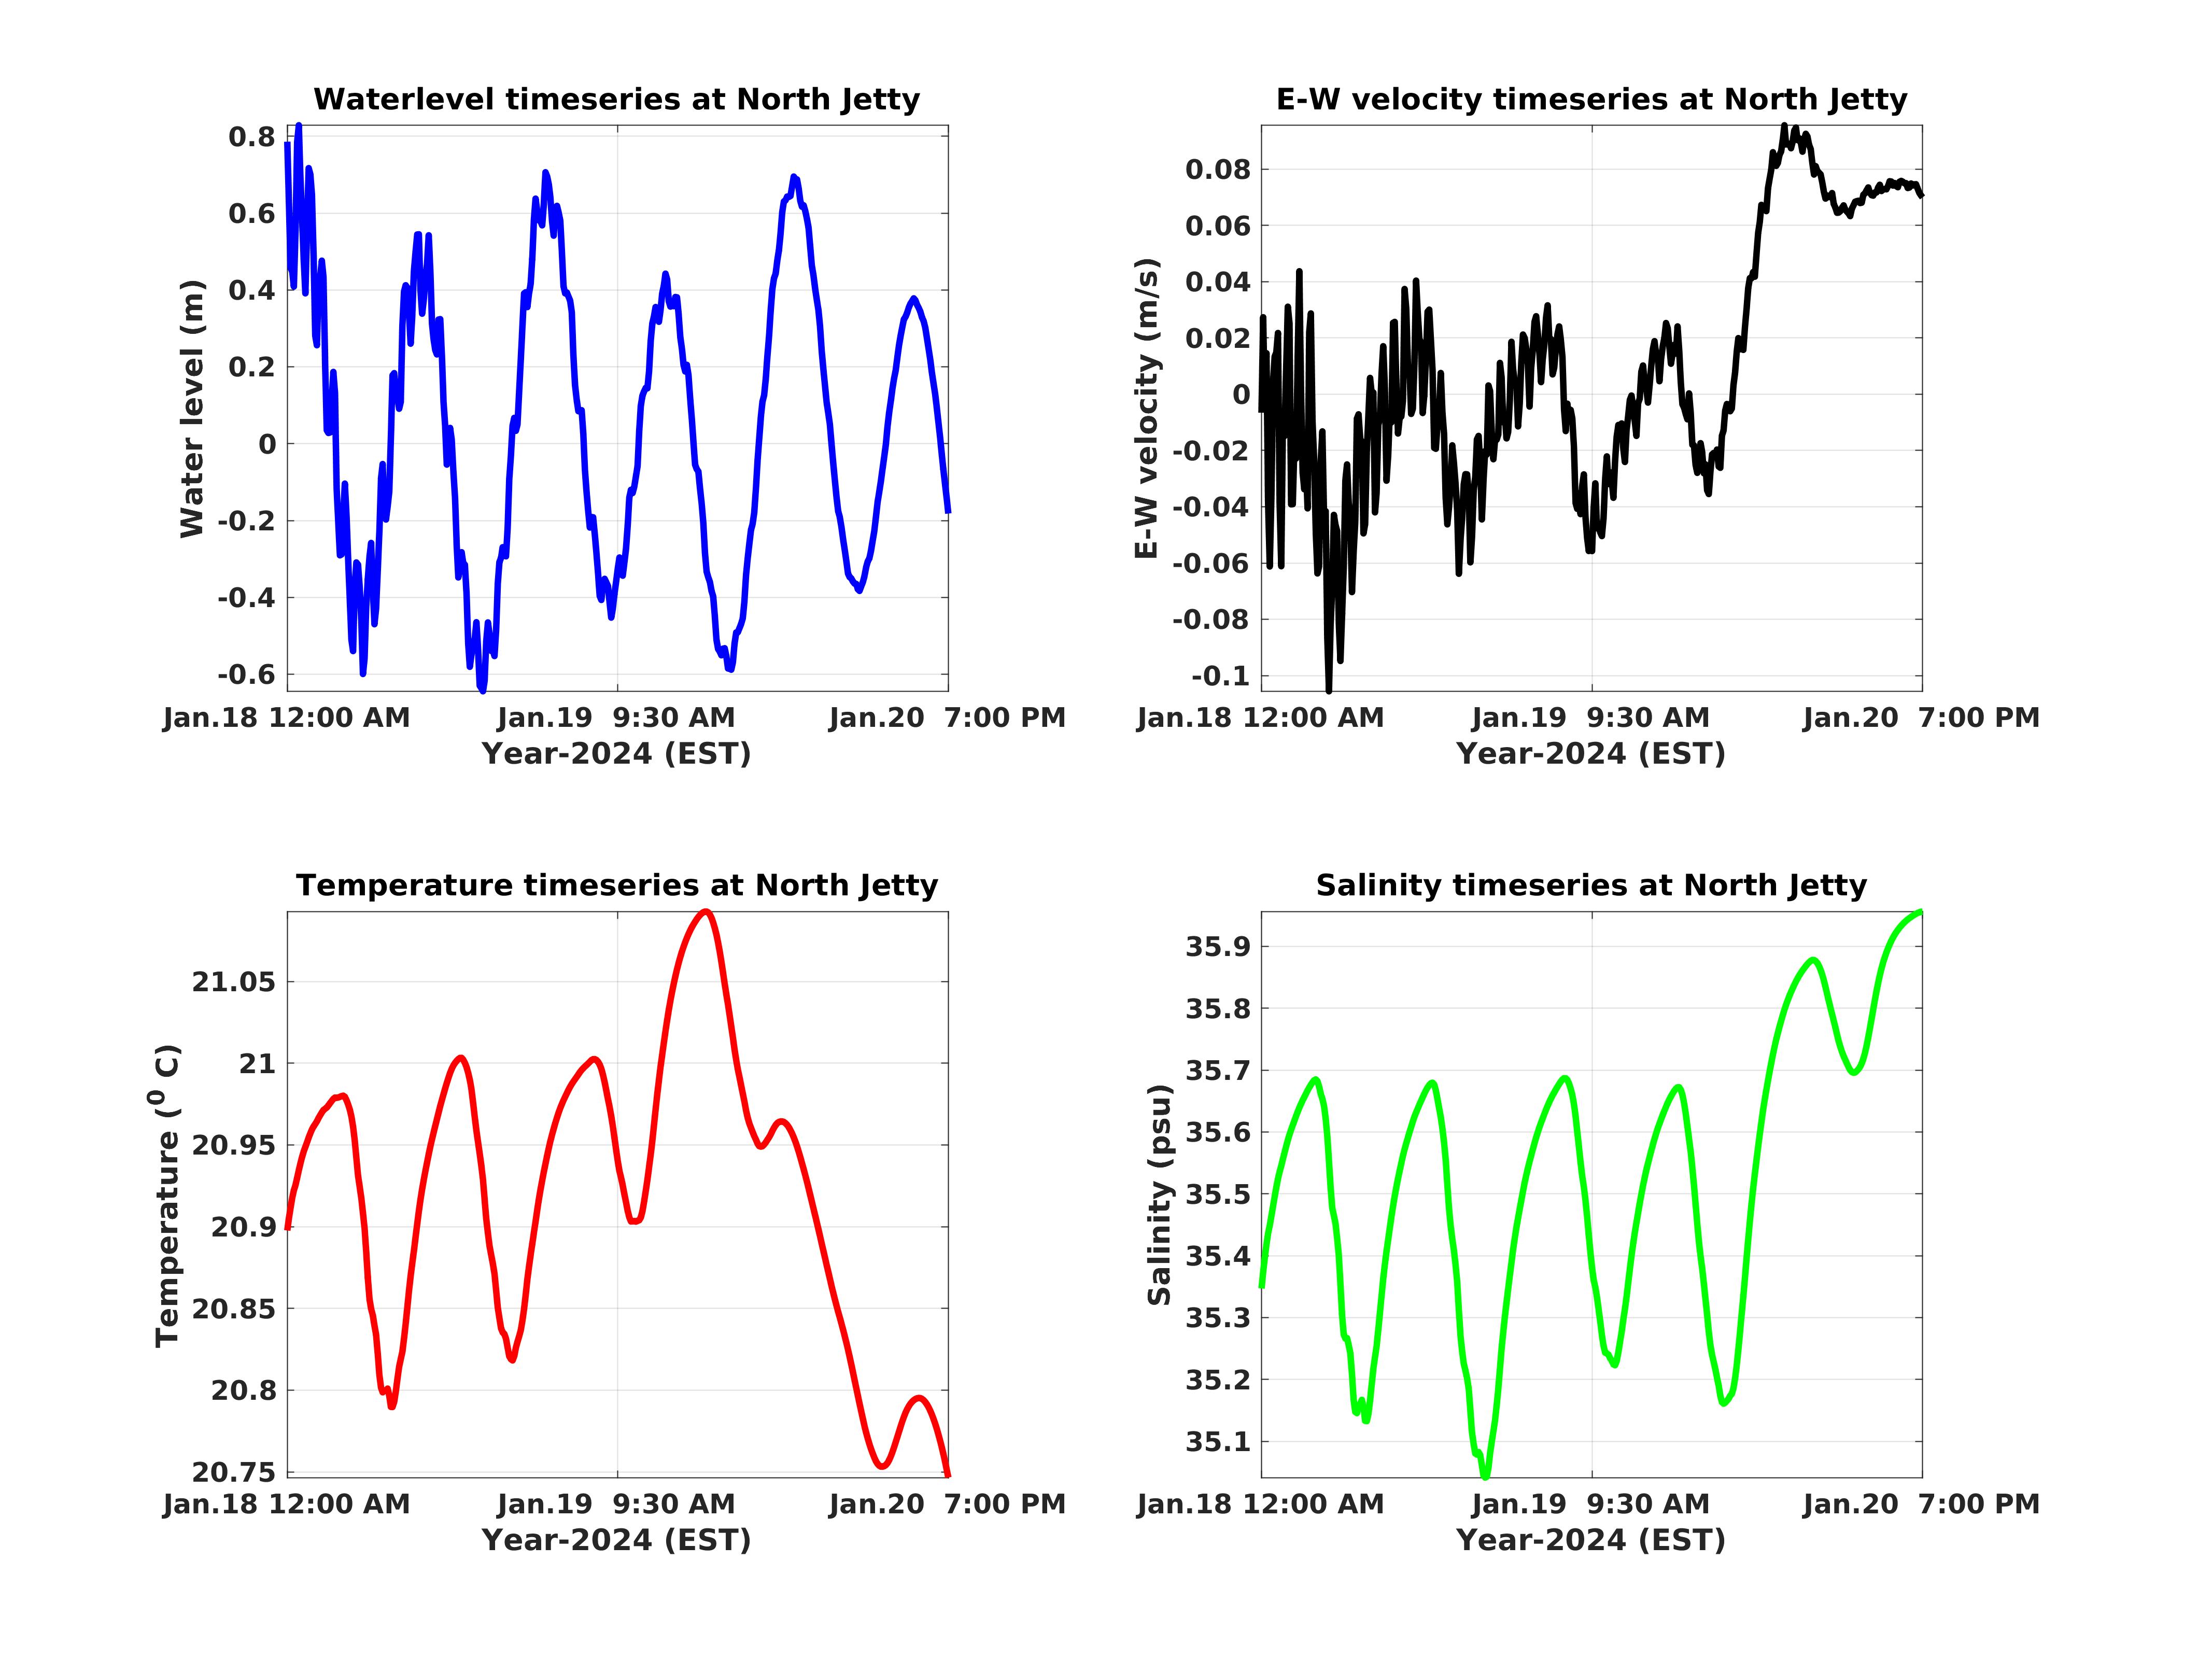 Waterlevel timeseries at North Jetty
0.8
0.6
0.4
0.2
0
-0.2
-0.4
-0.6
Water level (m)
Jan.18 12:00 AM Jan.19 9:30 AM Jan.20 7:00 PM
Year-2024 (EST)
E-W velocity timeseries at North Jetty
0.08
0.06
0.04
0.02
0
-0.02
-0.04
-0.06
-0.08
-0.1
E-W velocity (m/s)
Jan.18 12:00 AM Jan.19 9:30 AM Jan.20 7:00 PM
Year-2024 (EST)
Temperature timeseries at North Jetty
21.05
21
20.95
20.9
20.85
20.8
20.75
Temperature (⁰ C)
Jan.18 12:00 AM Jan.19 9:30 AM Jan.20 7:00 PM
Year-2024 (EST)
Salinity timeseries at North Jetty
35.9
35.8
35.7
35.6
35.5
35.4
35.3
35.2
35.1
Salinity (psu)
Jan.18 12:00 AM Jan.19 9:30 AM Jan.20 7:00 PM
Year-2024 (EST)